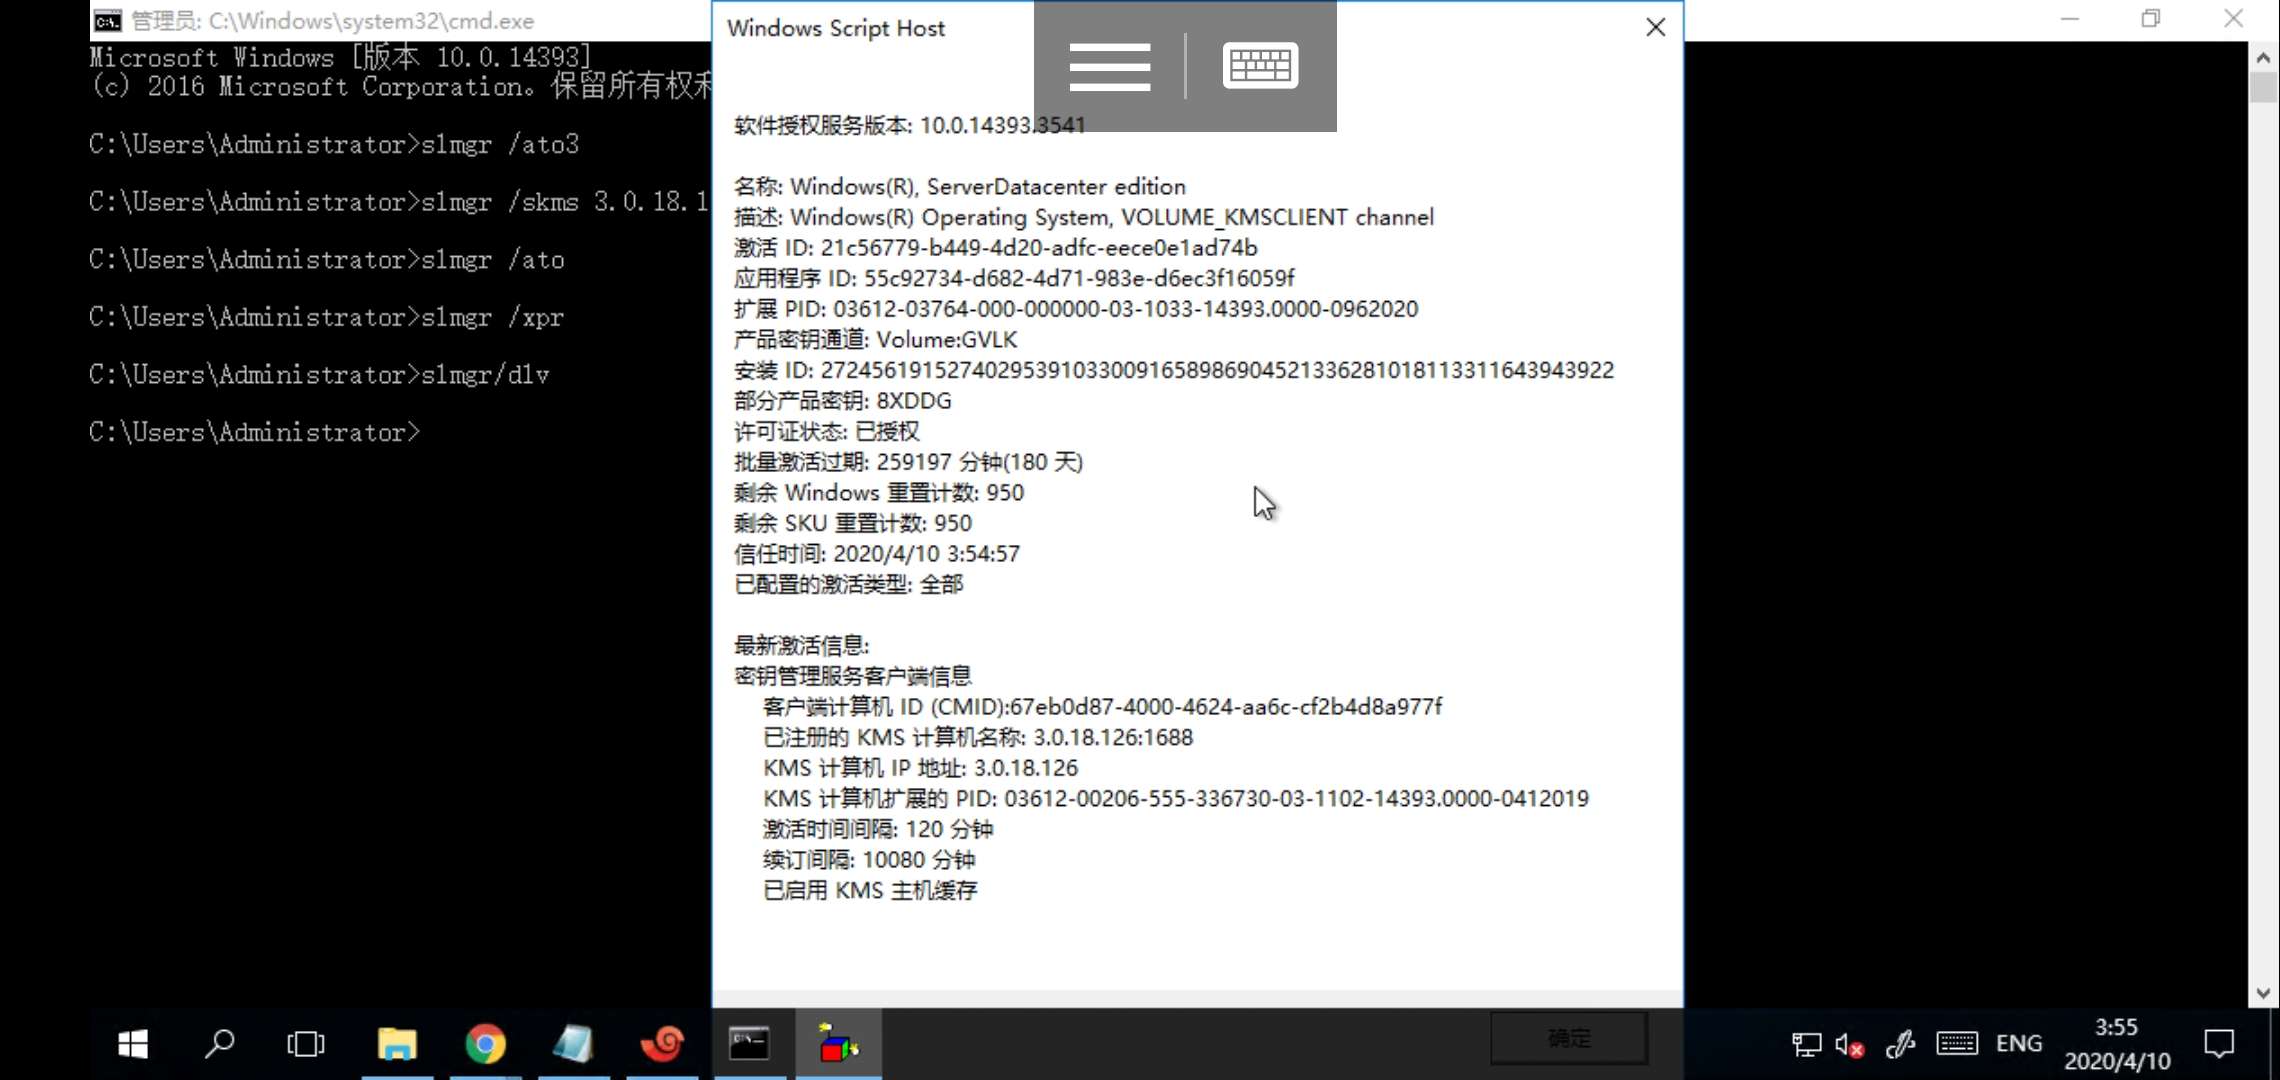 管理员: C:\Windows\system32\cmd.exe
Microsoft Windows [版本 10.0.14393]
(c) 2016 Microsoft Corporation。保留所有权
C:\Users\Administrator>slmgr /ato3
C:\Users\Administrator>slmgr /skms 3.0.18.1
C:\Users\Administrator>slmgr /ato
C:\Users\Administrator>slmgr /xpr
C:\Users\Administrator>slmgr/dlv
C:\Users\Administrator>
Windows Script Host
软件授权服务版本: 10.0.14393.3541
名称: Windows(R), ServerDatacenter edition
描述: Windows(R) Operating System, VOLUME_KMSCLIENT channel
激活 ID: 21c56779-b449-4d20-adfc-eece0e1ad74b
应用程序 ID: 55c92734-d682-4d71-983e-d6ec3f16059f
扩展 PID: 03612-03764-000-000000-03-1033-14393.0000-0962020
产品密钥通道: Volume:GVLK
安装 ID: 272456191527402953910330091658986904521336281018113311643943922
部分产品密钥: 8XDDG
许可证状态: 已授权
批量激活过期: 259197 分钟(180 天)
剩余 Windows 重置计数: 950
剩余 SKU 重置计数: 950
信任时间: 2020/4/10 3:54:57
已配置的激活类型: 全部
最新激活信息:
密钥管理服务客户端信息
客户端计算机 ID (CMID):67eb0d87-4000-4624-aa6c-cf2b4d8a977f
已注册的 KMS 计算机名称: 3.0.18.126:1688
KMS 计算机 IP 地址: 3.0.18.126
KMS 计算机扩展的 PID: 03612-00206-555-336730-03-1102-14393.0000-0412019
激活时间间隔: 120 分钟
续订间隔: 10080 分钟
已启用 KMS 主机缓存
确定
ENG
3:55
2020/4/10